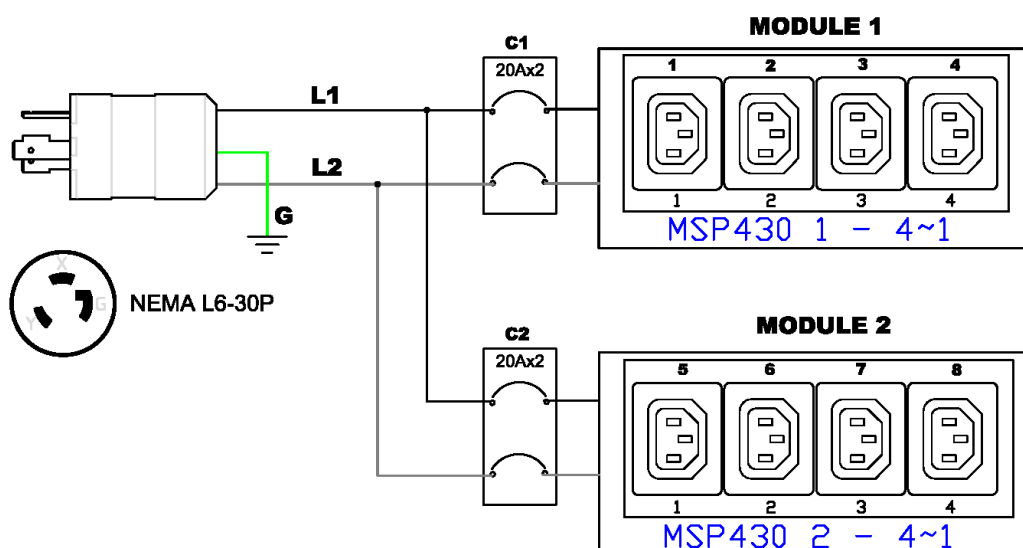 MODULE 1
C1
20Ax2
1 2 3 4
L1
L2
G
1 2 3 4
MSP430 1 - 4~1
X
G
Y
NEMA L6-30P
MODULE 2
C2
20Ax2
5 6 7 8
1 2 3 4
MSP430 2 - 4~1